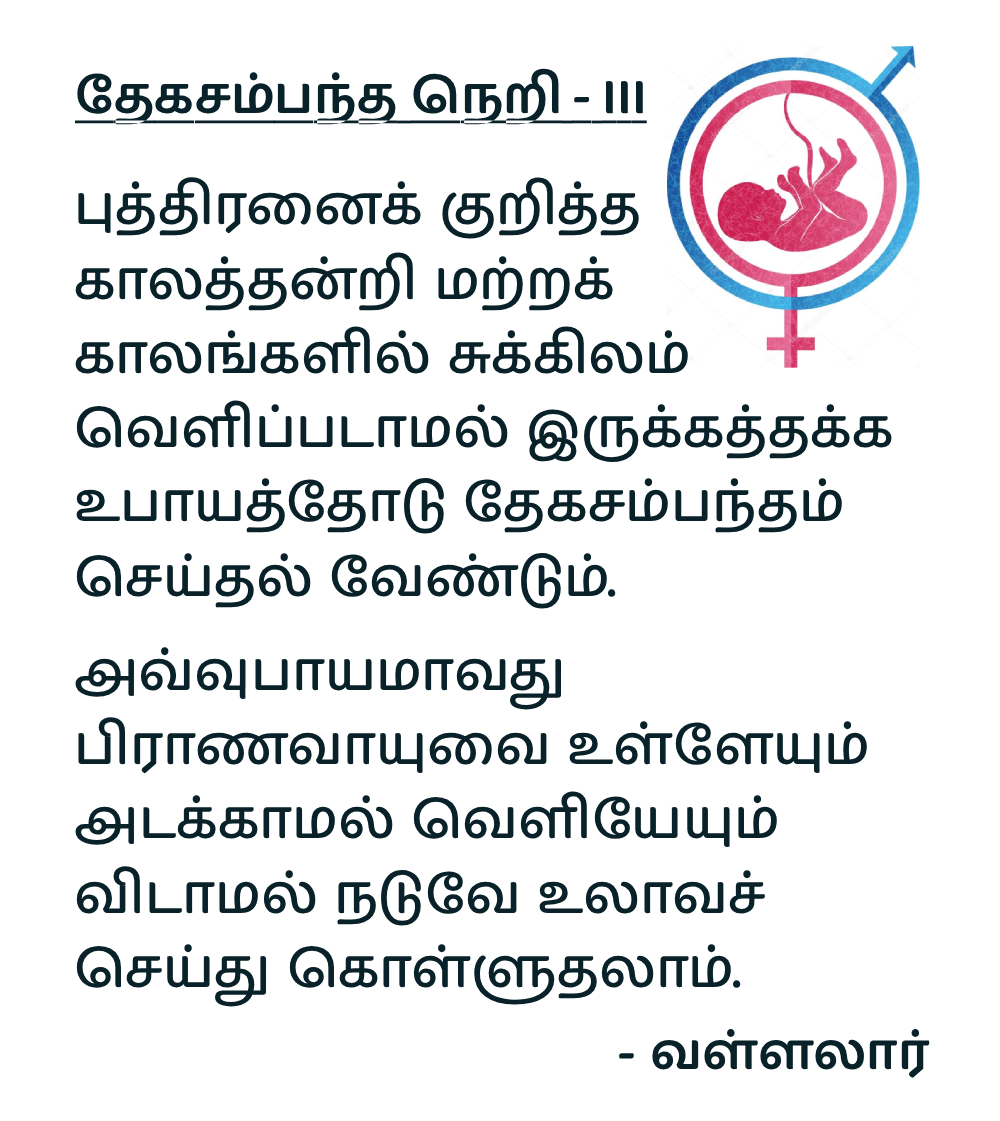 தேகசம்பந்த நெறி - III
புத்திரனைக் குறித்த
காலத்தன்றி மற்றக்
காலங்களில் சுக்கிலம்
வெளிப்படாமல் இருக்கத்தக்க
உபாயத்தோடு தேகசம்பந்தம்
செய்தல் வேண்டும்.
அவ்வுபாயமாவது
பிராணவாயுவை உள்ளேயும்
அடக்காமல் வெளியேயும்
விடாமல் நடுவே உலாவச்
செய்து கொள்ளுதலாம்.
- வள்ளலார்